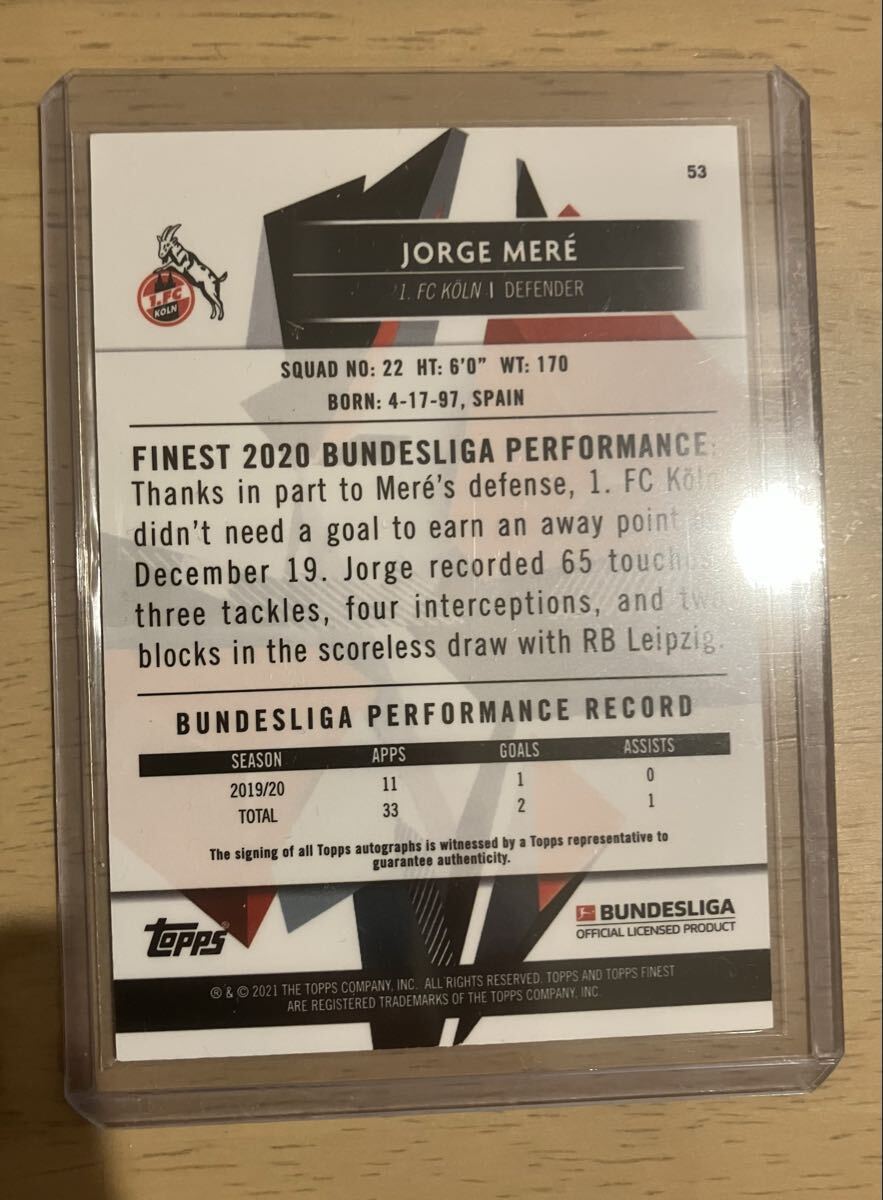 53
JORGE MERÉ
1. FC KÖLN | DEFENDER
1. FC
KÖLN
SQUAD NO: 22 HT: 6'0" WT: 170
BORN: 4-17-97, SPAIN
FINEST 2020 BUNDESLIGA PERFORMANCE:
Thanks in part to Meré's defense, 1. FC Köln
didn't need a goal to earn an away point
December 19. Jorge recorded 65 touches,
three tackles, four interceptions, and two
blocks in the scoreless draw with RB Leipzig.
BUNDESLIGA PERFORMANCE RECORD
SEASON APPS GOALS ASSISTS
2019/20 11 1 0
TOTAL 33 2 1
The signing of all Topps autographs is witnessed by a Topps representative to
guarantee authenticity.
topps®
BUNDESLIGA
OFFICIAL LICENSED PRODUCT
® & © 2021 THE TOPPS COMPANY, INC. ALL RIGHTS RESERVED. TOPPS AND TOPPS FINEST
ARE REGISTERED TRADEMARKS OF THE TOPPS COMPANY, INC.